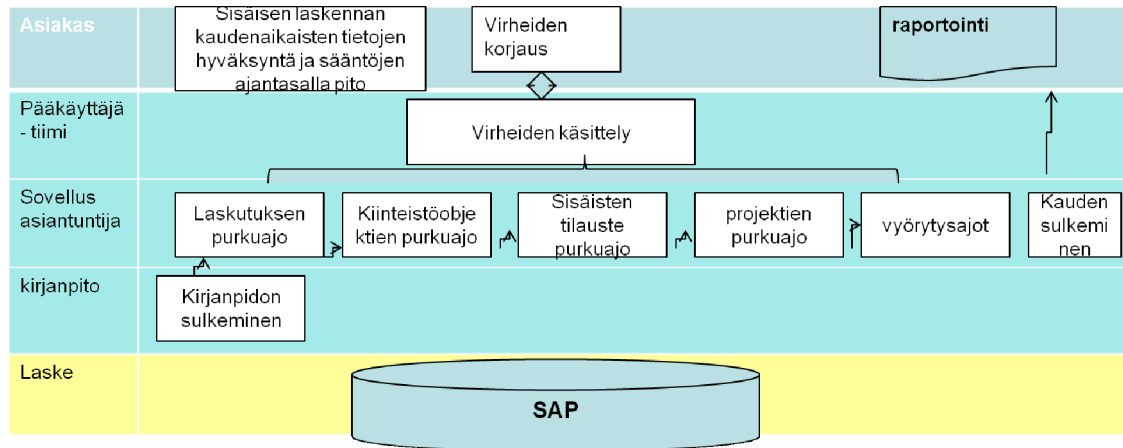 Asiakas
Sisäisen laskennan
kaudenaikaisten tietojen
hyväksyntä ja sääntöjen
ajantasalla pito
Virheiden
korjaus
raportointi
Pääkäyttäjä
- tiimi
Virheiden käsittely
Sovellus
asiantuntija
Laskutuksen
purkuajo
Kiinteistöobje
ktien purkuajo
Sisäisten
tilauste
purkuajo
projektien
purkuajo
vyörytysajot
Kauden
sulkemi
nen
kirjanpito
Kirjanpidon
sulkeminen
Laske
SAP